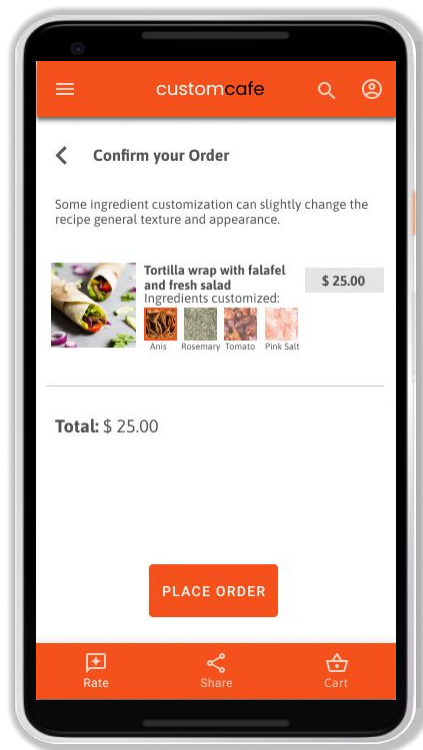 customcafe
Confirm your Order
Some ingredient customization can slightly change the
recipe general texture and appearance.
Tortilla wrap with falafel
and fresh salad
$ 25.00
Ingredients customized:
Anis Rosemary Tomato Pink Salt
Total: $ 25.00
PLACE ORDER
Rate Share Cart